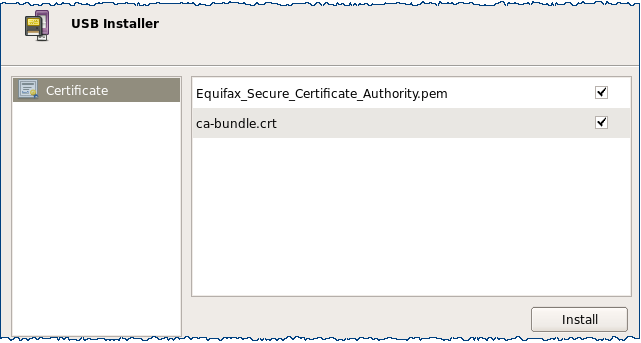 USB Installer
Certificate
Equifax_Secure_Certificate_Authority.pem
ca-bundle.crt
Install